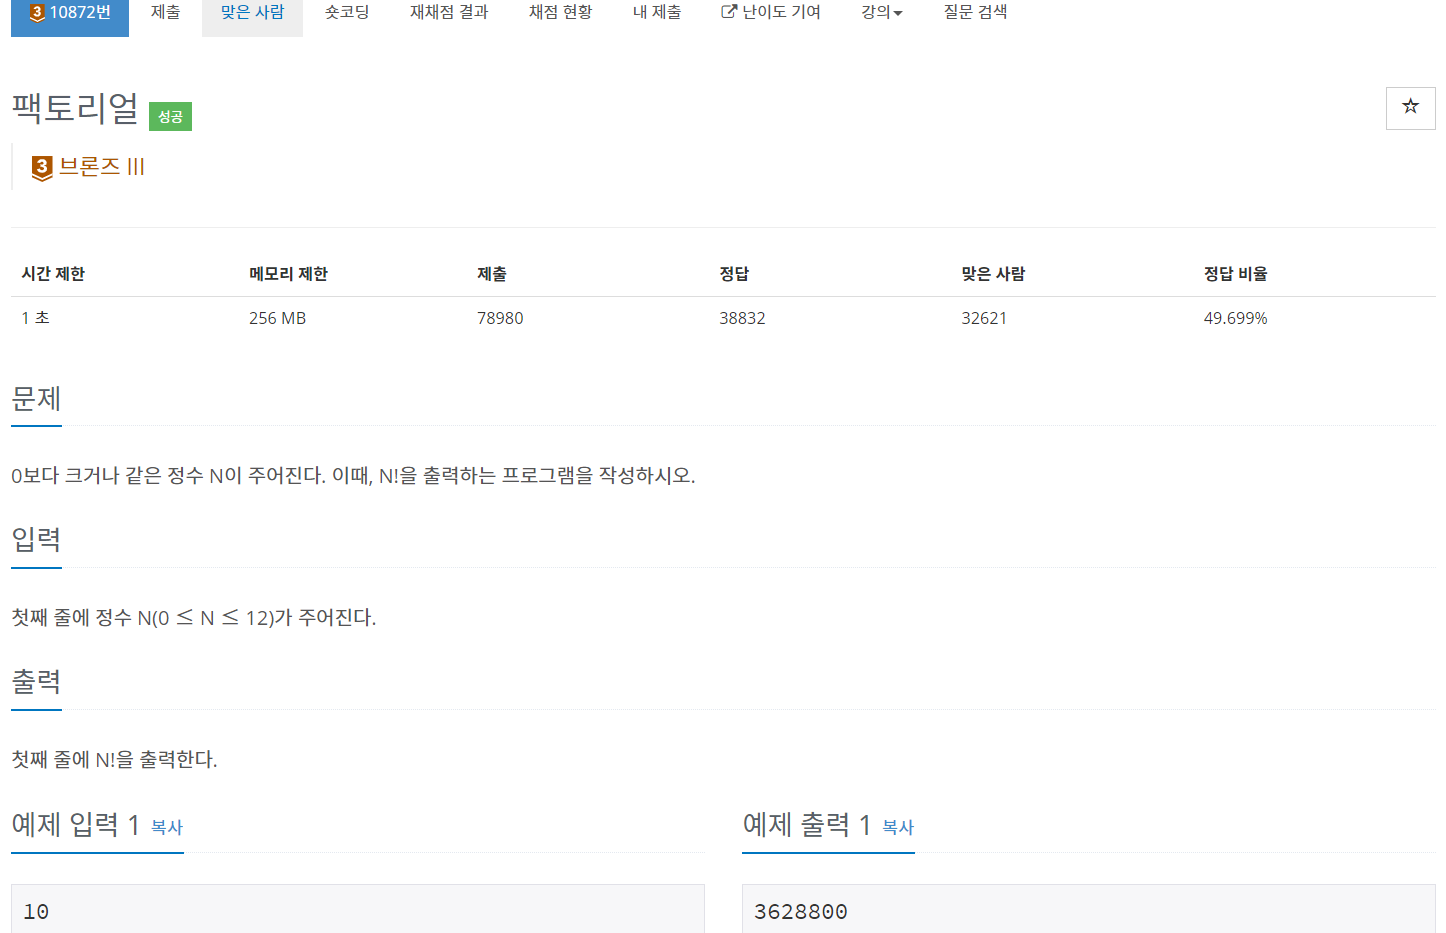 3 10872번 제출 맞은 사람 숏코딩 재채점 결과 채점 현황 내 제출 난이도 기여 강의 질문 검색
팩토리얼 성공
3 브론즈 III
시간 제한 메모리 제한 제출 정답 맞은 사람 정답 비율
1 초 256 MB 78980 38832 32621 49.699%
문제
0보다 크거나 같은 정수 N이 주어진다. 이때, N!을 출력하는 프로그램을 작성하시오.
입력
첫째 줄에 정수 N(0 ≤ N ≤ 12)가 주어진다.
출력
첫째 줄에 N!을 출력한다.
예제 입력 1 복사
10
예제 출력 1 복사
3628800